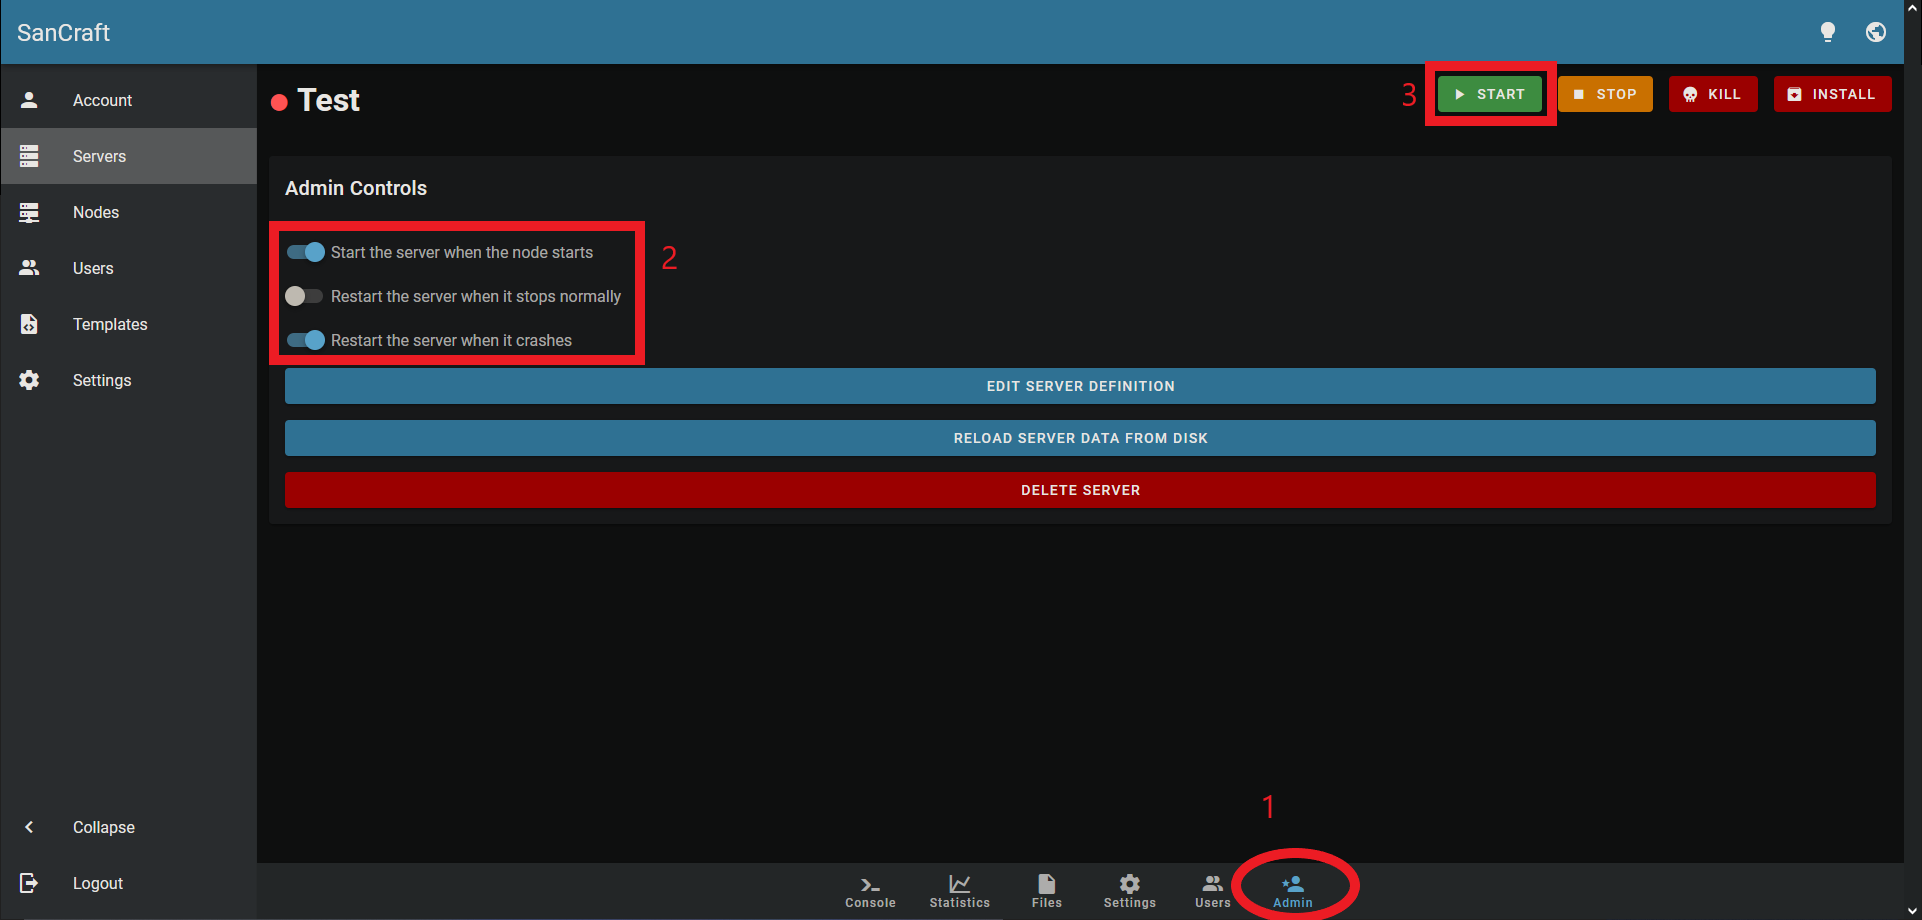 SanCraft
Account
Servers
Nodes
Users
Templates
Settings
Collapse
Logout
Test
3
START
STOP
KILL
INSTALL
Admin Controls
Start the server when the node starts
2
Restart the server when it stops normally
Restart the server when it crashes
EDIT SERVER DEFINITION
RELOAD SERVER DATA FROM DISK
DELETE SERVER
1
Console
Statistics
Files
Settings
Users
Admin